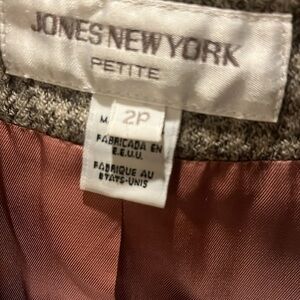 JONES NEW YORK
PETITE
M 2P
FABRICADA EN
E.E.U.U.
FABRIQUE AU
ETATS-UNIS